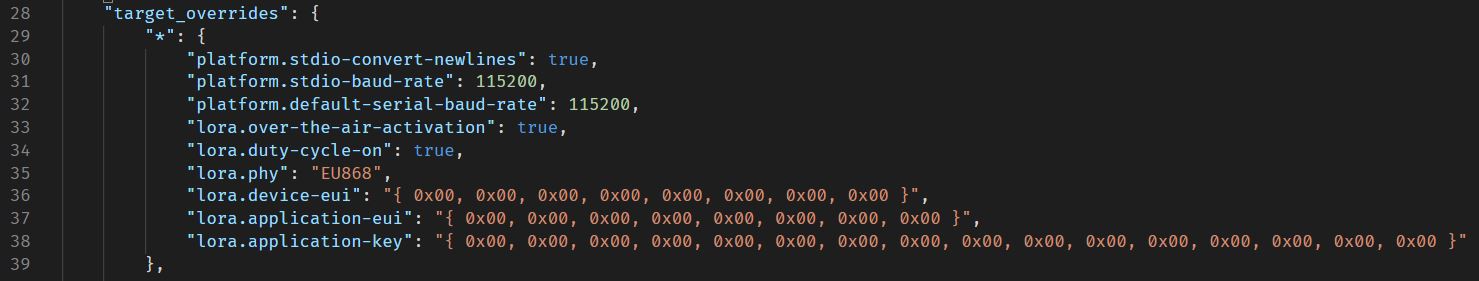 28 "target_overrides": {
29 "*": {
30 "platform.stdio-convert-newlines": true,
31 "platform.stdio-baud-rate": 115200,
32 "platform.default-serial-baud-rate": 115200,
33 "lora.over-the-air-activation": true,
34 "lora.duty-cycle-on": true,
35 "lora.phy": "EU868",
36 "lora.device-eui": "{ 0x00, 0x00, 0x00, 0x00, 0x00, 0x00, 0x00, 0x00 }",
37 "lora.application-eui": "{ 0x00, 0x00, 0x00, 0x00, 0x00, 0x00, 0x00, 0x00 }",
38 "lora.application-key": "{ 0x00, 0x00, 0x00, 0x00, 0x00, 0x00, 0x00, 0x00, 0x00, 0x00, 0x00, 0x00, 0x00, 0x00, 0x00, 0x00 }"
39 },